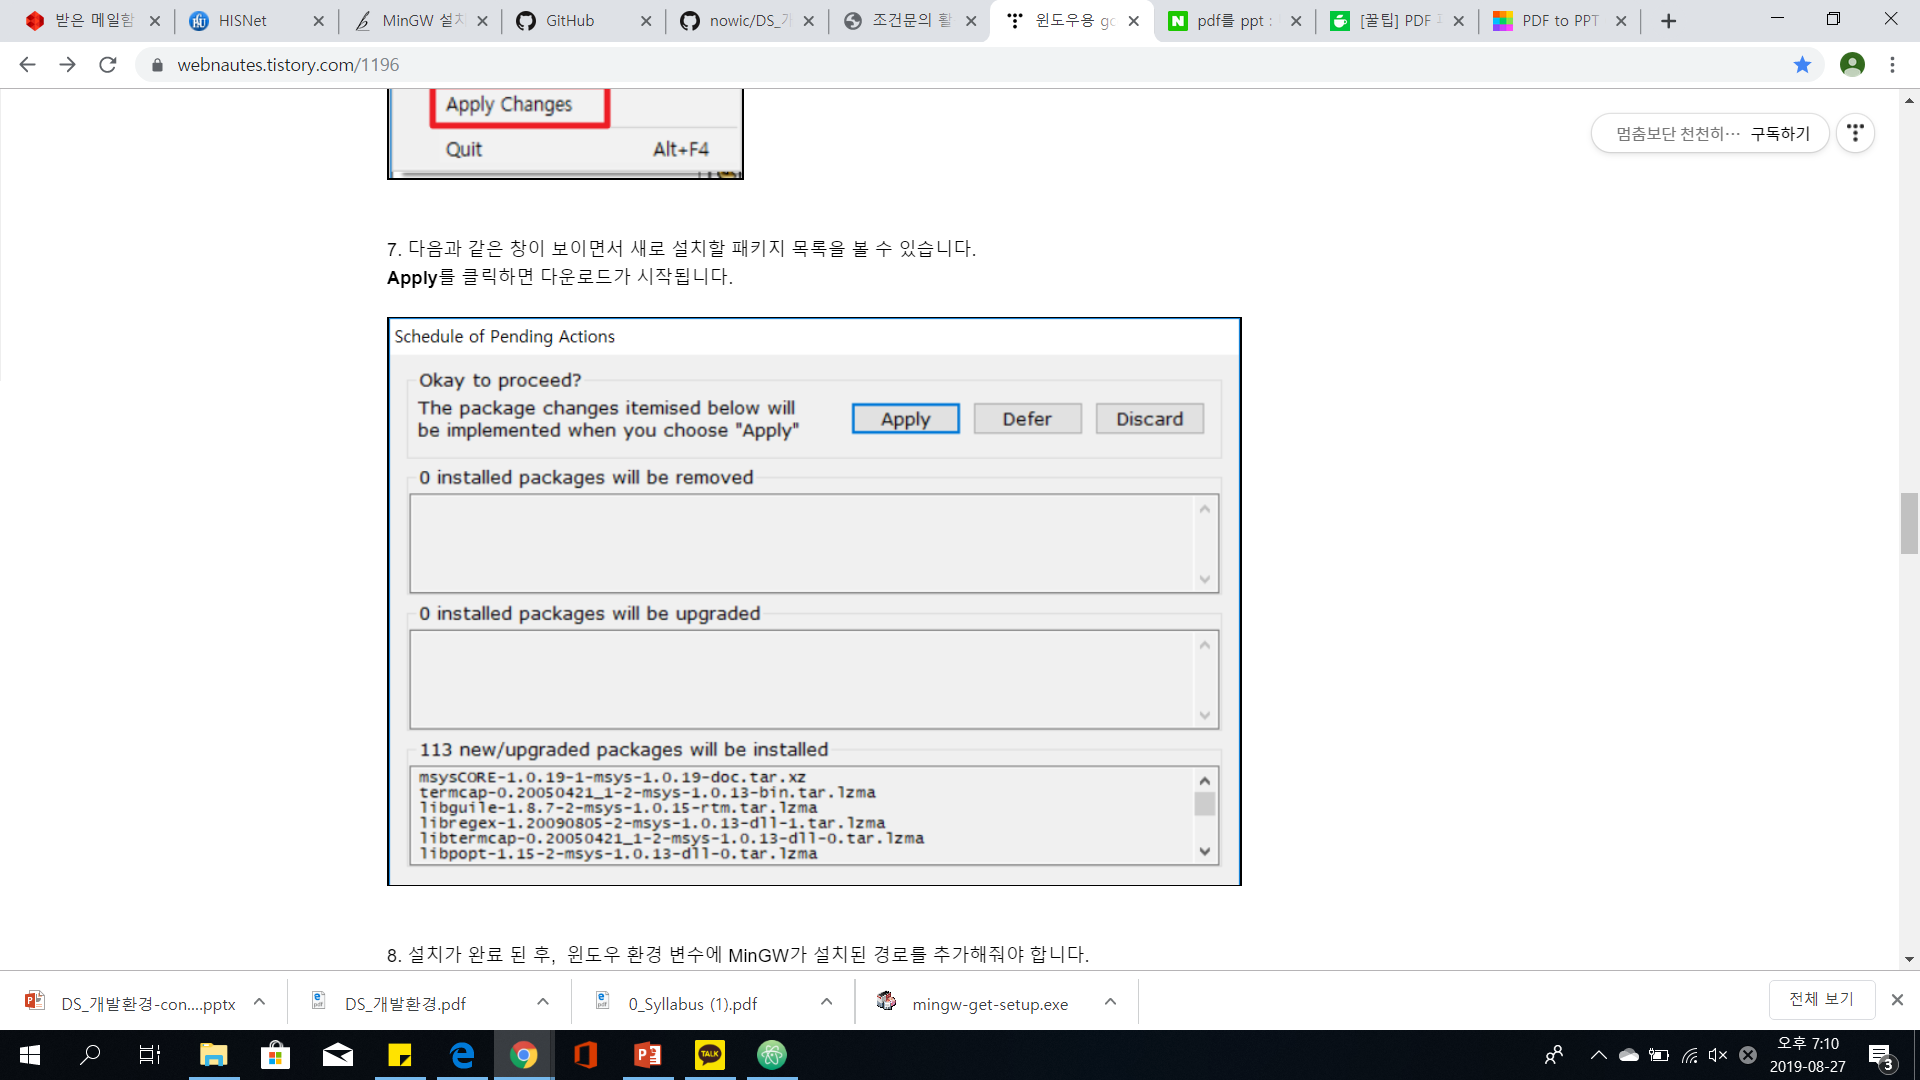 받은 메일함
HISNet
MinGW 설치
GitHub
nowic/DS_개
조건문의 활
윈도우용 gc
pdf를 ppt :
[꿀팁] PDF
PDF to PPT
webnautes.tistory.com/1196
멈춤보단 천천히··· 구독하기
Apply Changes
Quit Alt+F4
7. 다음과 같은 창이 보이면서 새로 설치할 패키지 목록을 볼 수 있습니다.
Apply를 클릭하면 다운로드가 시작됩니다.
Schedule of Pending Actions
Okay to proceed?
The package changes itemised below will
be implemented when you choose "Apply"
Apply Defer Discard
0 installed packages will be removed
0 installed packages will be upgraded
113 new/upgraded packages will be installed
msysCORE-1.0.19-1-msys-1.0.19-doc.tar.xz
termcap-0.20050421_1-2-msys-1.0.13-bin.tar.lzma
libguile-1.8.7-2-msys-1.0.15-rtm.tar.lzma
libregex-1.20090805-2-msys-1.0.13-dll-1.tar.lzma
libtermcap-0.20050421_1-2-msys-1.0.13-dll-0.tar.lzma
libpopt-1.15-2-msys-1.0.13-dll-0.tar.lzma
8. 설치가 완료 된 후, 윈도우 환경 변수에 MinGW가 설치된 경로를 추가해줘야 합니다.
DS_개발환경-con....pptx
DS_개발환경.pdf
0_Syllabus (1).pdf
mingw-get-setup.exe
전체 보기
TALK
오후 7:10
2019-08-27
3